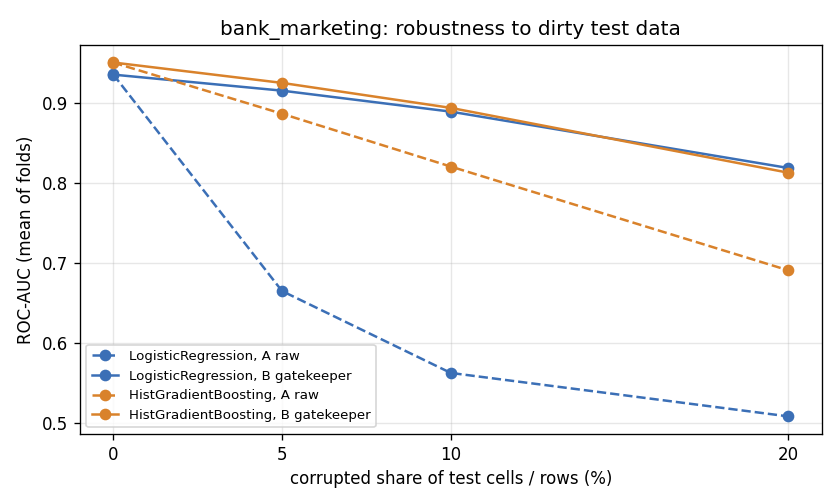 bank_marketing: robustness to dirty test data
ROC-AUC (mean of folds)
0.9
0.8
0.7
0.6
0.5
LogisticRegression, A raw
LogisticRegression, B gatekeeper
HistGradientBoosting, A raw
HistGradientBoosting, B gatekeeper
0 5 10 20
corrupted share of test cells / rows (%)